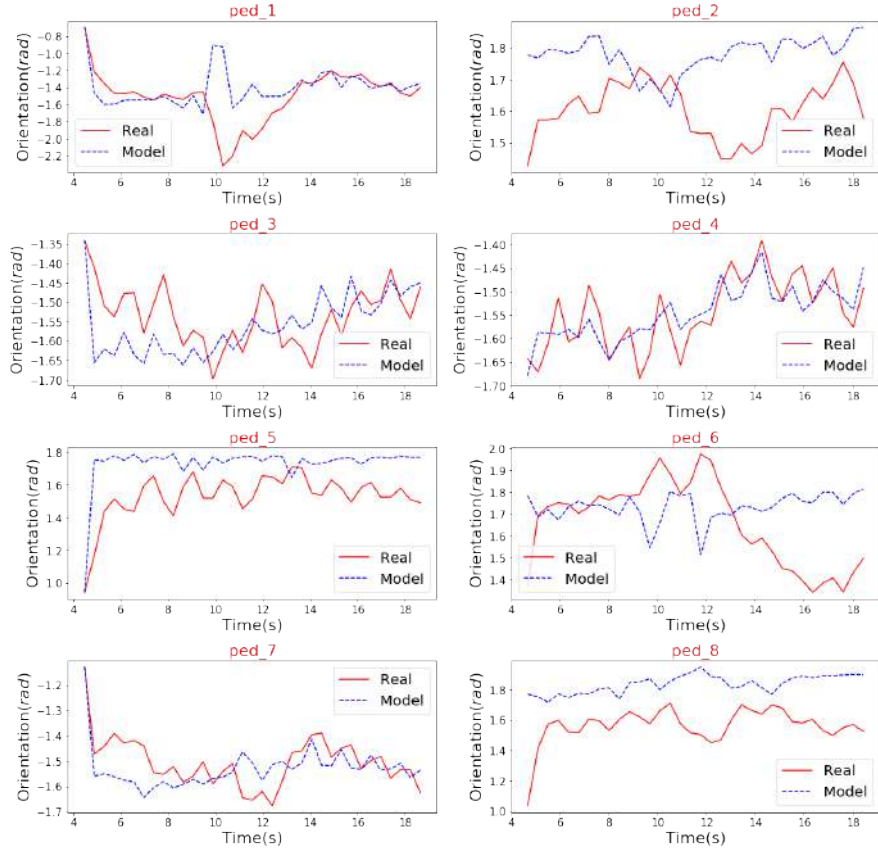 ped_1
Orientation(rad)
−0.8
−1.0
−1.2
−1.4
−1.6
−1.8
−2.0
−2.2
Real
Model
4 6 8 10 12 14 16 18
Time(s)
ped_2
Orientation(rad)
1.8
1.7
1.6
1.5
Real
Model
4 6 8 10 12 14 16 18
Time(s)
ped_3
Orientation(rad)
−1.35
−1.40
−1.45
−1.50
−1.55
−1.60
−1.65
−1.70
Real
Model
4 6 8 10 12 14 16 18
Time(s)
ped_4
Orientation(rad)
−1.40
−1.45
−1.50
−1.55
−1.60
−1.65
−1.70
Real
Model
4 6 8 10 12 14 16 18
Time(s)
ped_5
Orientation(rad)
1.8
1.6
1.4
1.2
1.0
Real
Model
4 6 8 10 12 14 16 18
Time(s)
ped_6
Orientation(rad)
2.0
1.9
1.8
1.7
1.6
1.5
1.4
Real
Model
4 6 8 10 12 14 16 18
Time(s)
ped_7
Orientation(rad)
−1.2
−1.3
−1.4
−1.5
−1.6
−1.7
Real
Model
4 6 8 10 12 14 16 18
Time(s)
ped_8
Orientation(rad)
1.8
1.6
1.4
1.2
1.0
Real
Model
4 6 8 10 12 14 16 18
Time(s)